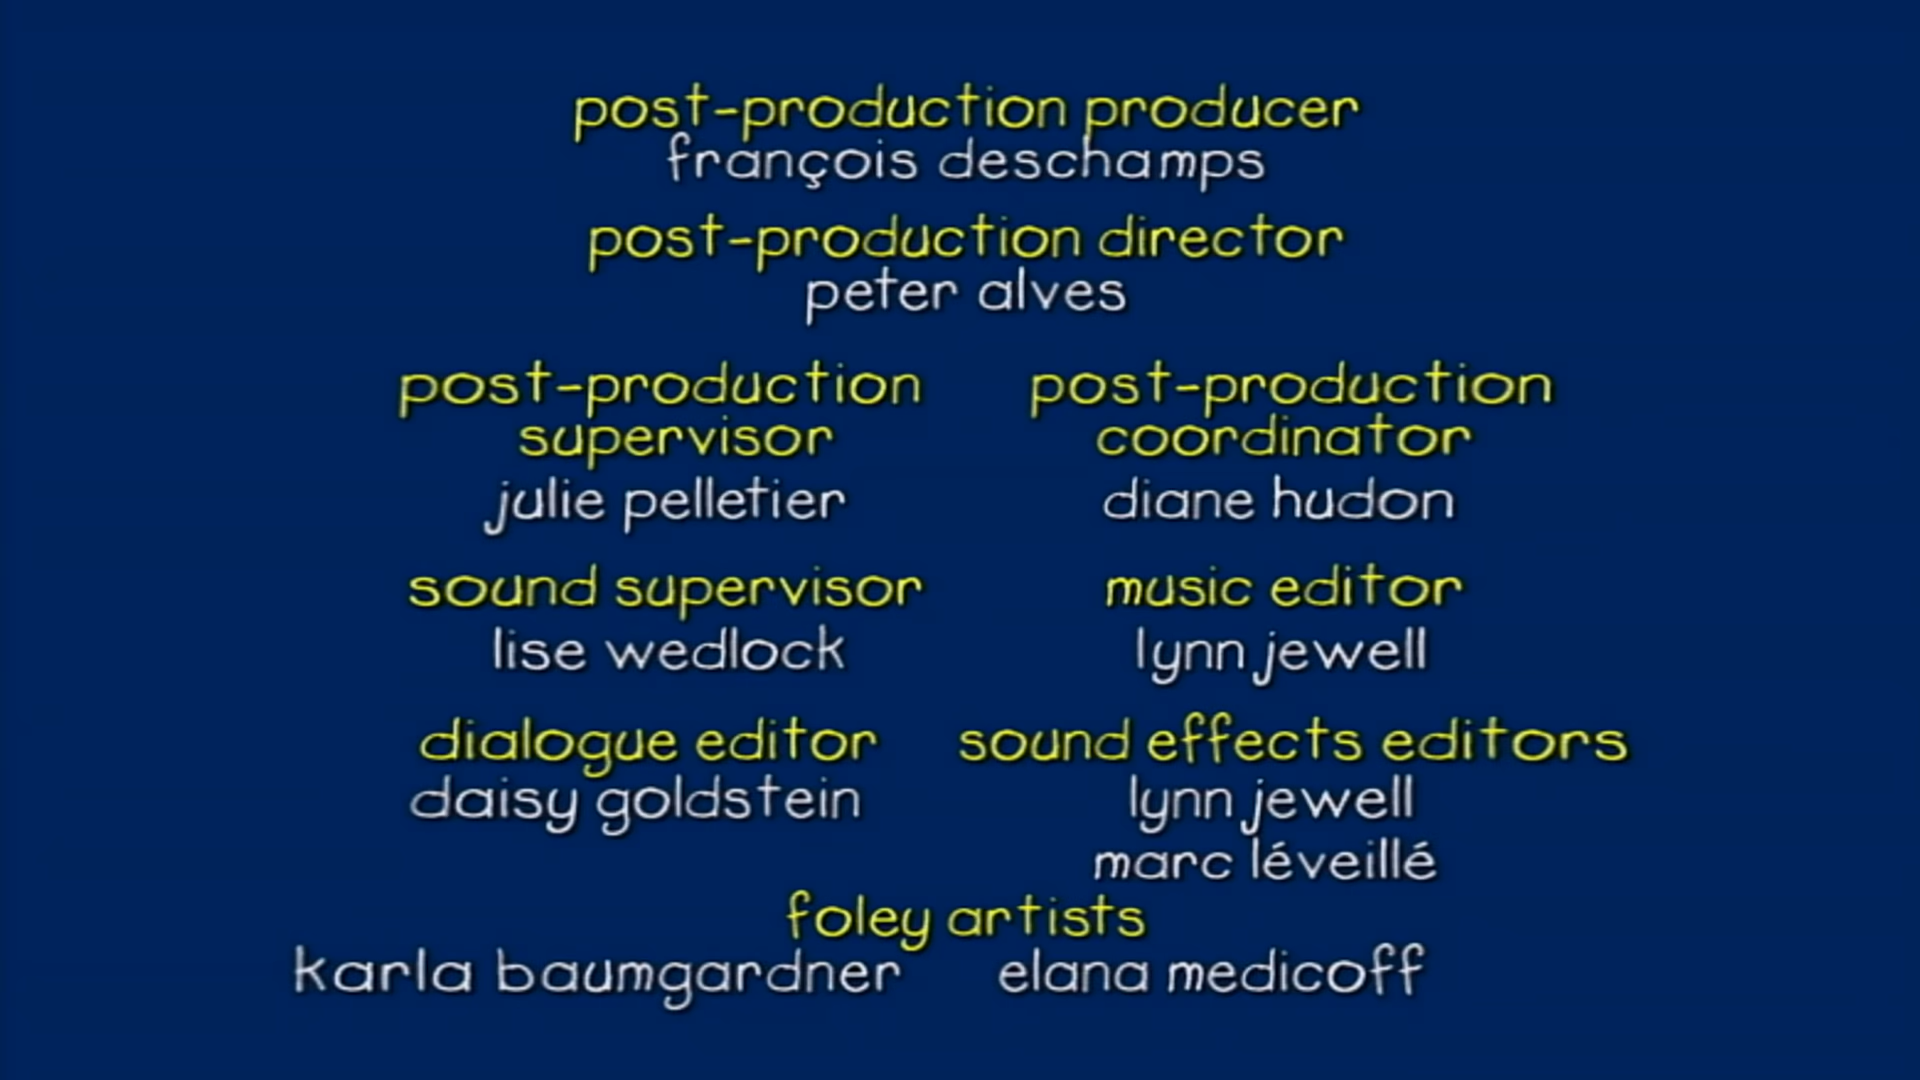 post-production producer
françois deschamps
post-production director
peter alves
post-production
supervisor
julie pelletier
post-production
coordinator
diane hudon
sound supervisor
lise wedlock
music editor
lynn jewell
dialogue editor
daisy goldstein
sound effects editors
lynn jewell
marc léveillé
foley artists
karla baumgardner
elana medicoff